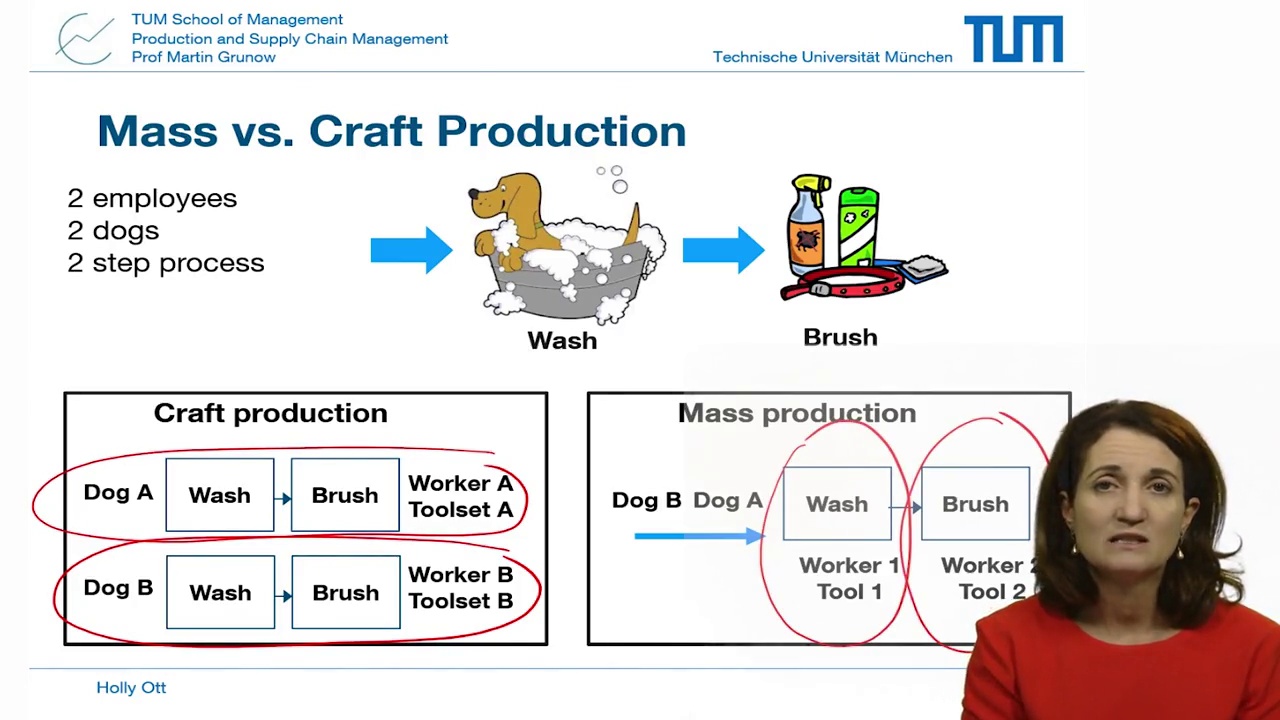 TUM School of Management
Production and Supply Chain Management
Prof Martin Grunow
Technische Universität München
TUM
Mass vs. Craft Production
2 employees
2 dogs
2 step process
Wash
Brush
Craft production
Dog A
Wash
Brush
Worker A
Toolset A
Dog B
Wash
Brush
Worker B
Toolset B
Mass production
Dog B Dog A
Wash
Brush
Worker 1
Tool 1
Worker 2
Tool 2
Holly Ott